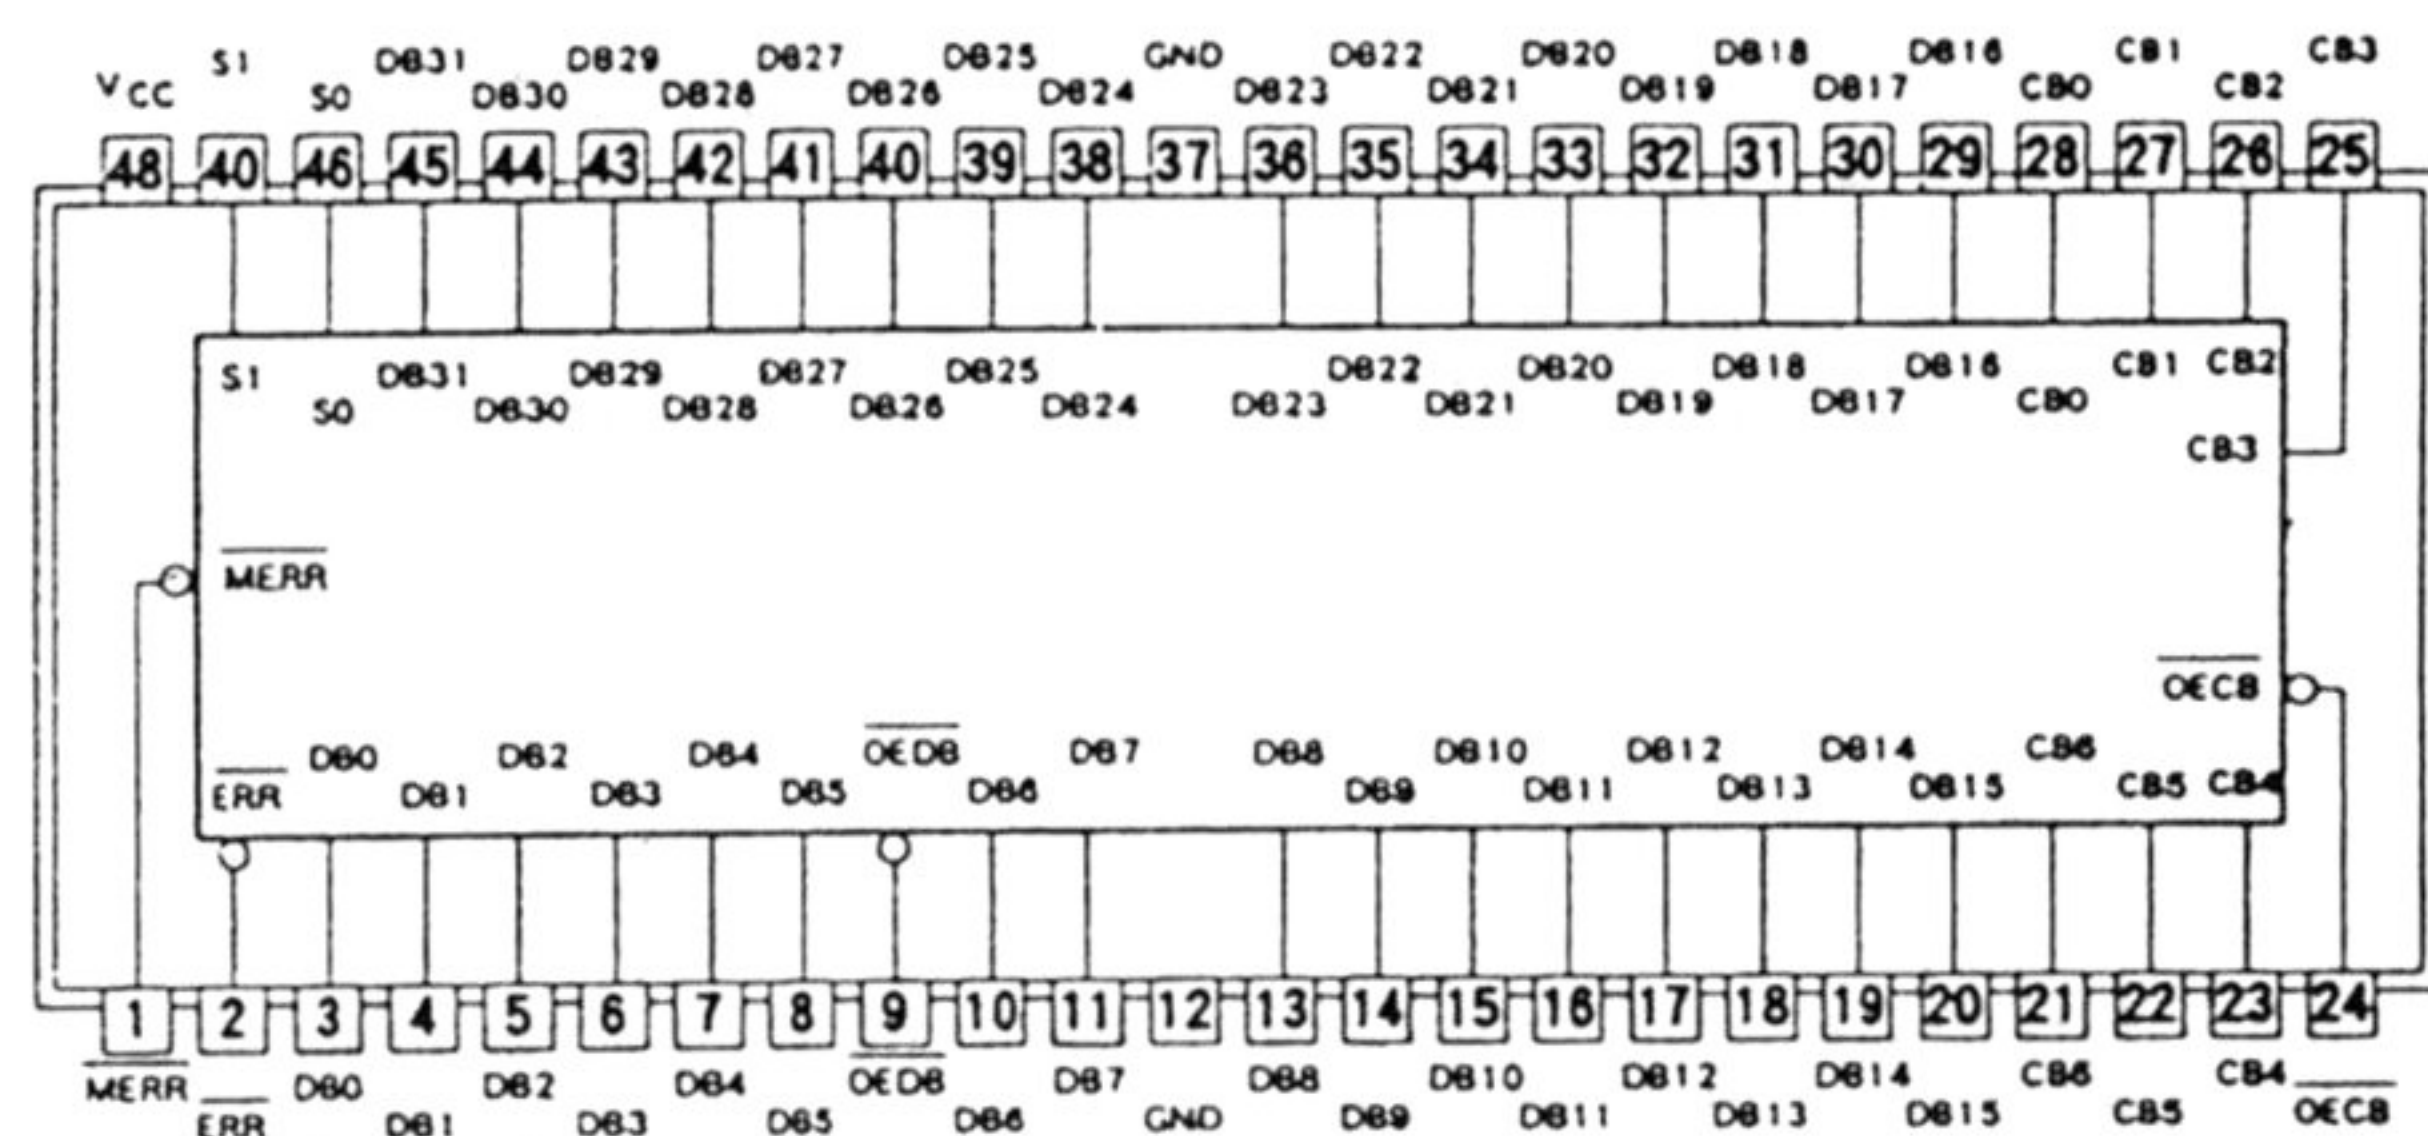 S1 DB31 DB29 DB27 DB25 GND DB22 DB20 DB18 DB16 CB1 CB3
VCC S0 DB30 DB28 DB26 DB24 DB23 DB21 DB19 DB17 CB0 CB2
48 40 46 45 44 43 42 41 40 39 38 37 36 35 34 33 32 31 30 29 28 27 26 25
S1 DB31 DB29 DB27 DB25 DB22 DB20 DB18 DB16 CB1 CB2
S0 DB30 DB28 DB26 DB24 DB23 DB21 DB19 DB17 CB0
CB3
MERR
OECB
DB0 DB2 DB4 OEDB DB7 DB8 DB10 DB12 DB14 CB6
ERR DB1 DB3 DB5 DB6 DB9 DB11 DB13 DB15 CB5 CB4
1 2 3 4 5 6 7 8 9 10 11 12 13 14 15 16 17 18 19 20 21 22 23 24
MERR DB0 DB2 DB4 OEDB DB7 DB8 DB10 DB12 DB14 CB6 CB4
ERR DB1 DB3 DB5 DB6 GND DB9 DB11 DB13 DB15 CB5 OECB